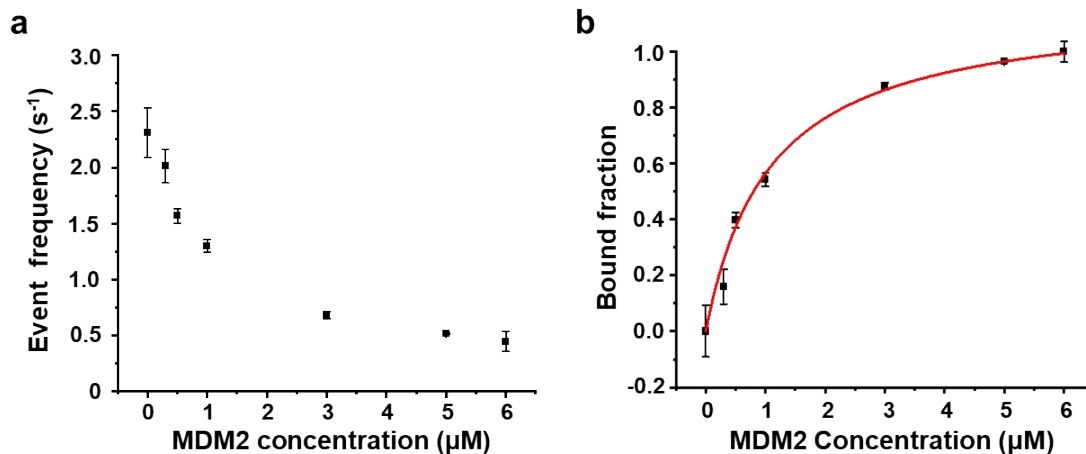 a
3.0
2.5
2.0
1.5
1.0
0.5
0
Event frequency (s-1)
0 1 2 3 4 5 6
MDM2 concentration (μM)
b
1.0
0.8
0.6
0.4
0.2
0.0
-0.2
Bound fraction
0 1 2 3 4 5 6
MDM2 Concentration (μM)